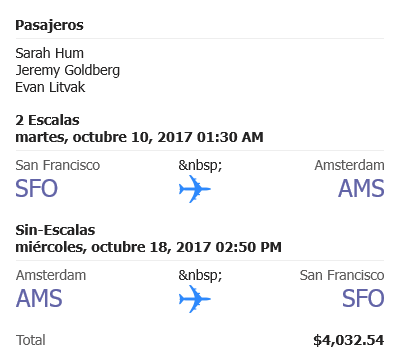 Pasajeros
Sarah Hum
Jeremy Goldberg
Evan Litvak
2 Escalas
martes, octubre 10, 2017 01:30 AM
San Francisco &nbsp; Amsterdam
SFO AMS
Sin-Escalas
miércoles, octubre 18, 2017 02:50 PM
Amsterdam &nbsp; San Francisco
AMS SFO
Total $4,032.54